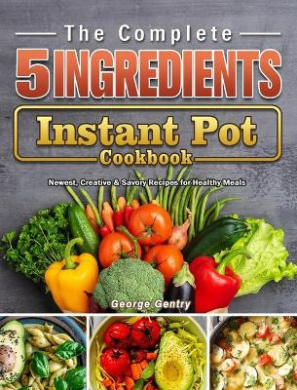 The Complete
5 INGREDIENTS
Instant Pot
Cookbook
Newest, Creative & Savory Recipes for Healthy Meals
George Gentry